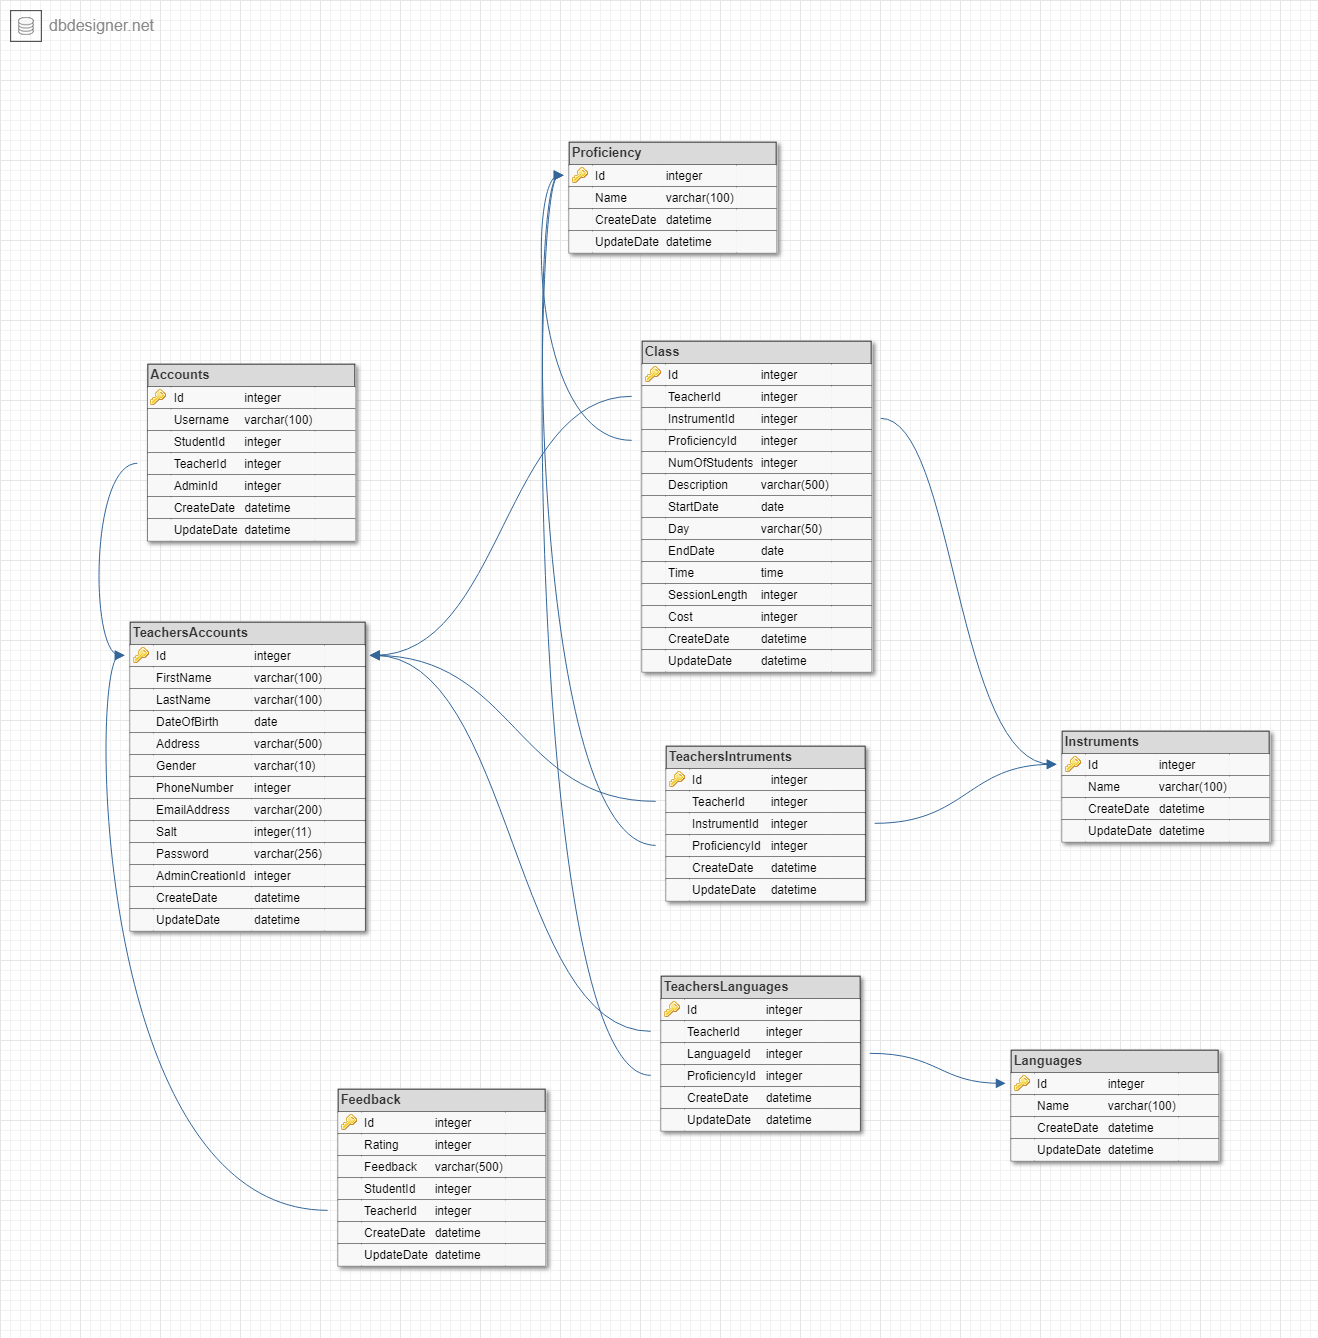 dbdesigner.net
Proficiency
Id integer
Name varchar(100)
CreateDate datetime
UpdateDate datetime
Class
Id integer
TeacherId integer
InstrumentId integer
ProficiencyId integer
NumOfStudents integer
Description varchar(500)
StartDate date
Day varchar(50)
EndDate date
Time time
SessionLength integer
Cost integer
CreateDate datetime
UpdateDate datetime
Accounts
Id integer
Username varchar(100)
StudentId integer
TeacherId integer
AdminId integer
CreateDate datetime
UpdateDate datetime
TeachersAccounts
Id integer
FirstName varchar(100)
LastName varchar(100)
DateOfBirth date
Address varchar(500)
Gender varchar(10)
PhoneNumber integer
EmailAddress varchar(200)
Salt integer(11)
Password varchar(256)
AdminCreationId integer
CreateDate datetime
UpdateDate datetime
TeachersIntruments
Id integer
TeacherId integer
InstrumentId integer
ProficiencyId integer
CreateDate datetime
UpdateDate datetime
Instruments
Id integer
Name varchar(100)
CreateDate datetime
UpdateDate datetime
TeachersLanguages
Id integer
TeacherId integer
LanguageId integer
ProficiencyId integer
CreateDate datetime
UpdateDate datetime
Languages
Id integer
Name varchar(100)
CreateDate datetime
UpdateDate datetime
Feedback
Id integer
Rating integer
Feedback varchar(500)
StudentId integer
TeacherId integer
CreateDate datetime
UpdateDate datetime